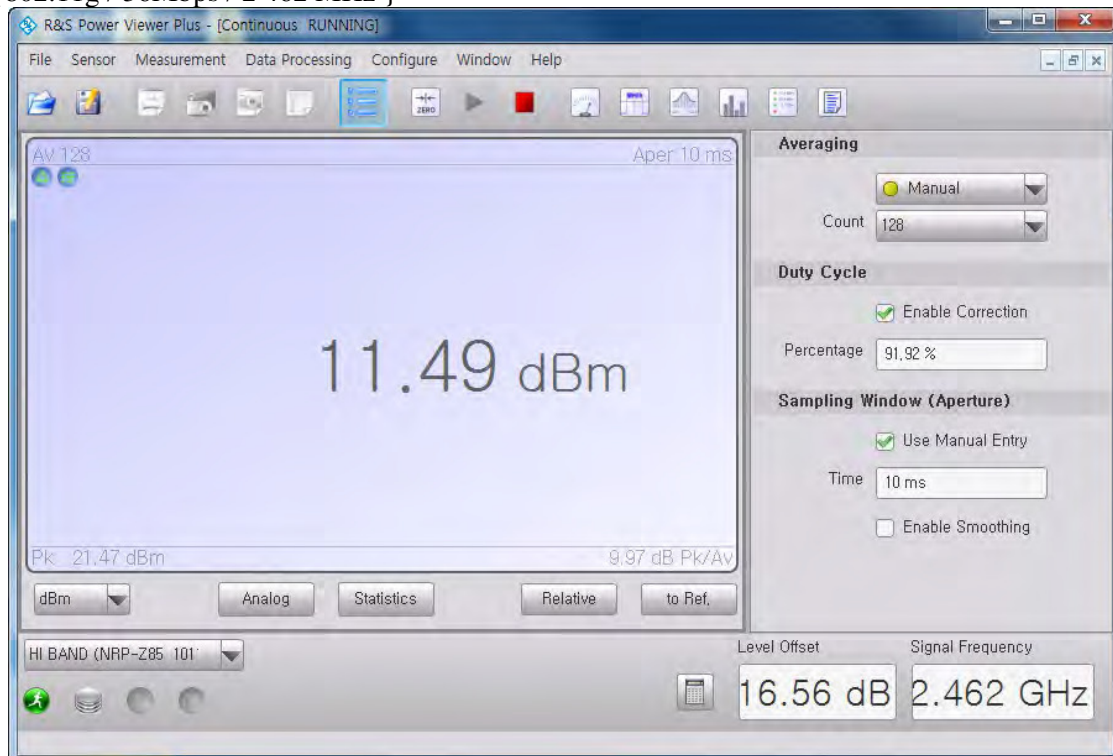 R&S Power Viewer Plus - [Continuous RUNNING]
File Sensor Measurement Data Processing Configure Window Help
ZERO
AV 128 Aper 10 ms
11.49 dBm
Pk 21.47 dBm 9.97 dB Pk/Av
dBm Analog Statistics Relative to Ref.
Averaging
Manual
Count 128
Duty Cycle
Enable Correction
Percentage 91.92 %
Sampling Window (Aperture)
Use Manual Entry
Time 10 ms
Enable Smoothing
HI BAND (NRP-Z85 101
Level Offset Signal Frequency
16.56 dB 2.462 GHz